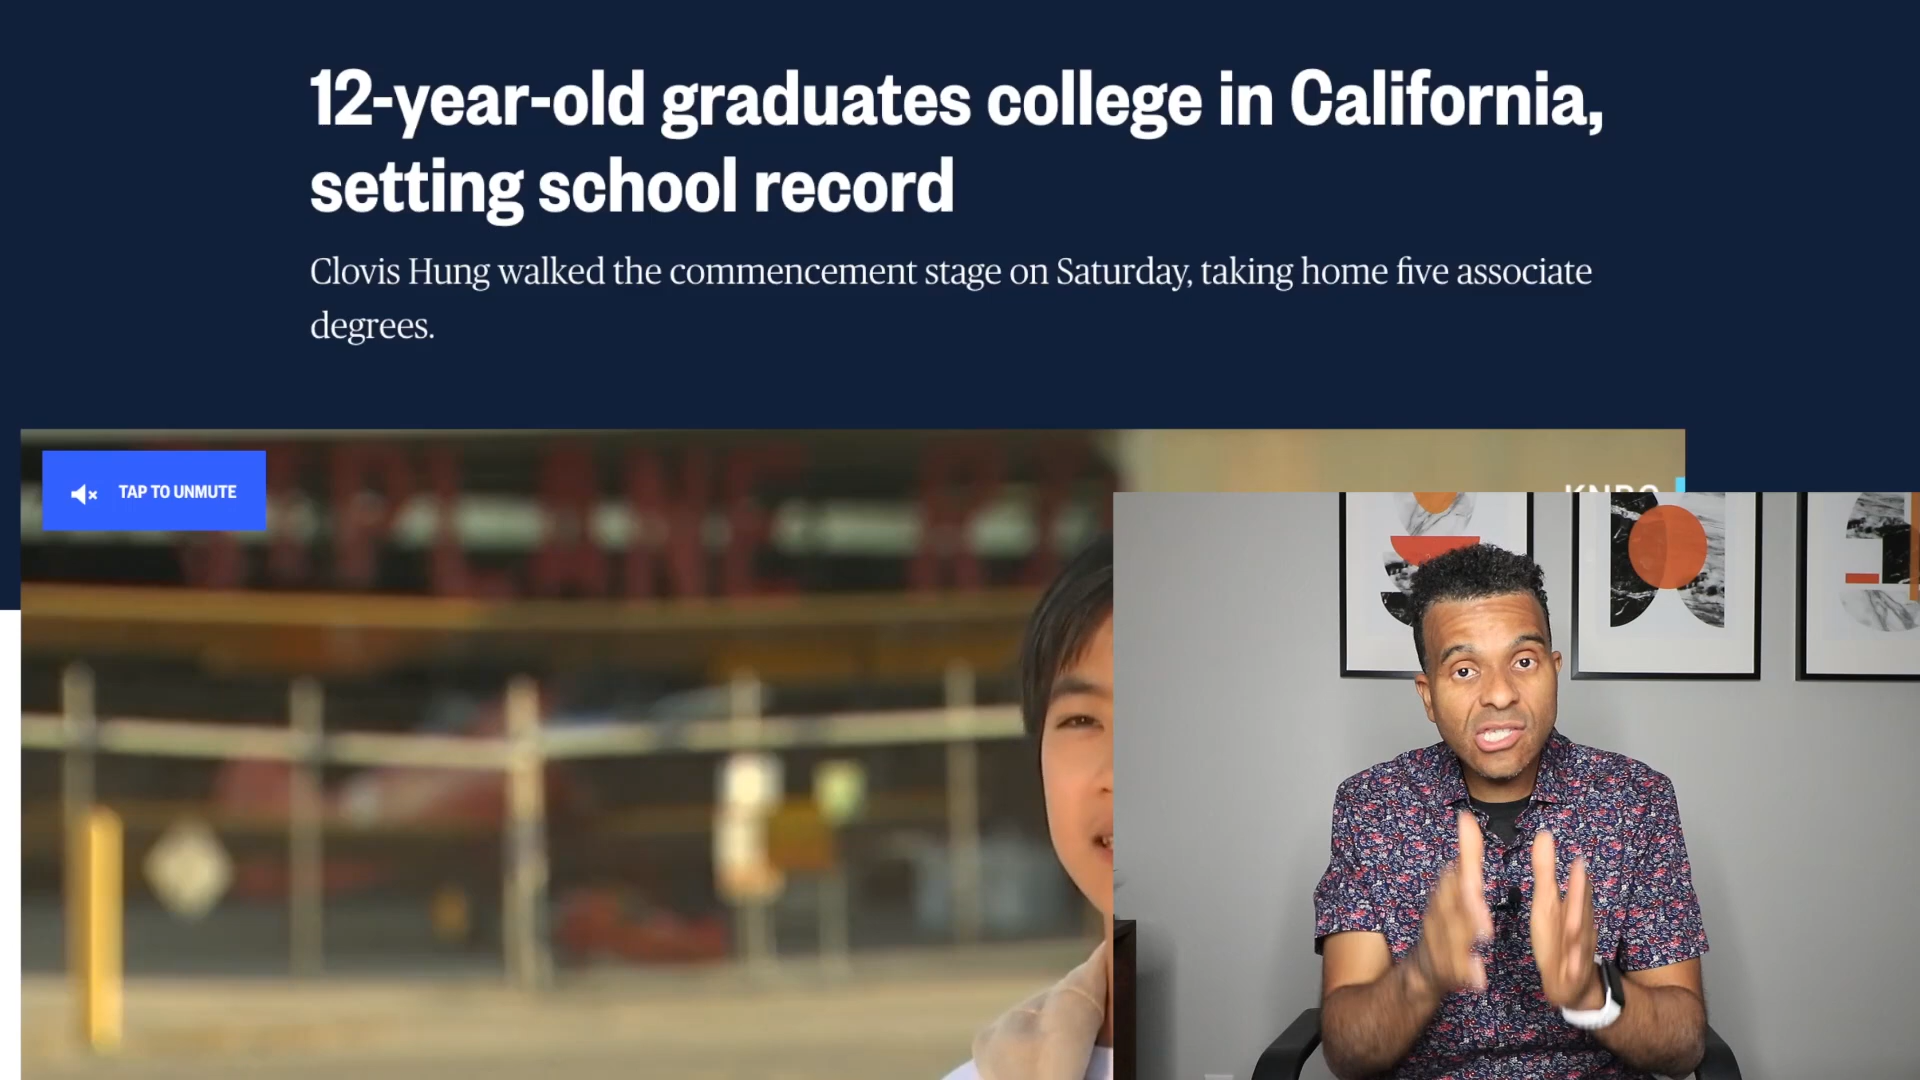 12-year-old graduates college in California,
setting school record
Clovis Hung walked the commencement stage on Saturday, taking home five associate
degrees.
TAP TO UNMUTE